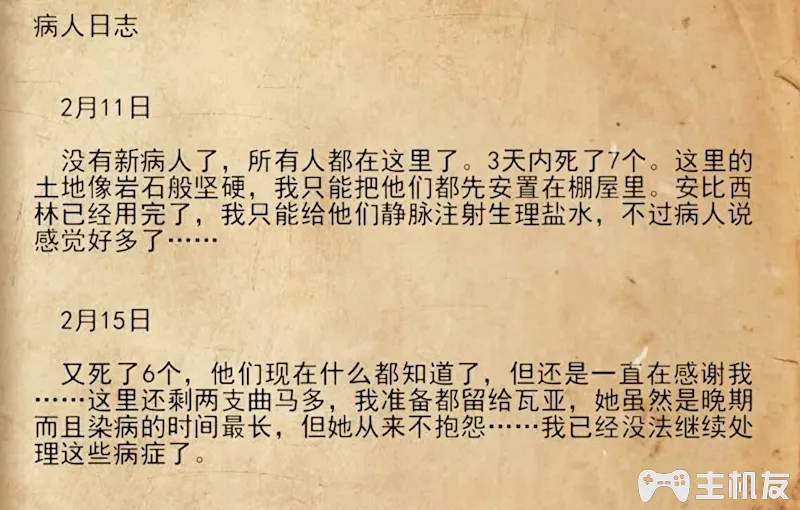 病人日志
2月11日
没有新病人了，所有人都在这里了。3天内死了7个。这里的
土地像岩石般坚硬，我只能把他们都先安置在棚屋里。安比西
林已经用完了，我只能给他们静脉注射生理盐水，不过病人说
感觉好多了……
2月15日
又死了6个，他们现在什么都知道了，但还是一直在感谢我
……这里还剩两支曲马多，我准备都留给瓦亚，她虽然是晚期
而且染病的时间最长，但她从来不抱怨……我已经没法继续处
理这些病症了。
主机友